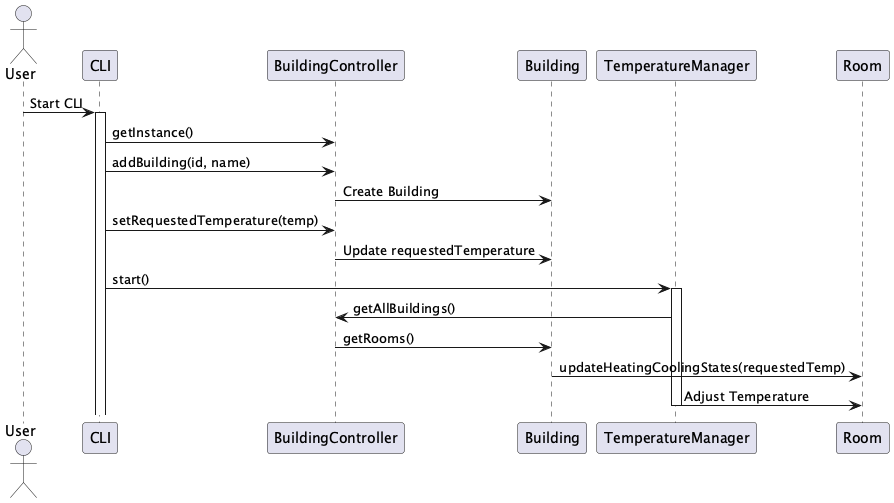 User
CLI
BuildingController
Building
TemperatureManager
Room
Start CLI
getInstance()
addBuilding(id, name)
Create Building
setRequestedTemperature(temp)
Update requestedTemperature
start()
getAllBuildings()
getRooms()
updateHeatingCoolingStates(requestedTemp)
Adjust Temperature
User
CLI
BuildingController
Building
TemperatureManager
Room